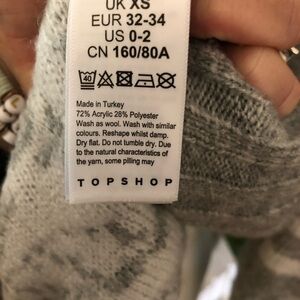 UK XS
EUR 32-34
US 0-2
CN 160/80A
40
Made in Turkey
72% Acrylic 28% Polyester
Wash as wool. Wash with similar
colours. Reshape whilst damp.
Dry flat. Do not tumble dry. Due
to the natural characteristics of
the yarn, some pilling may
TOPSHOP